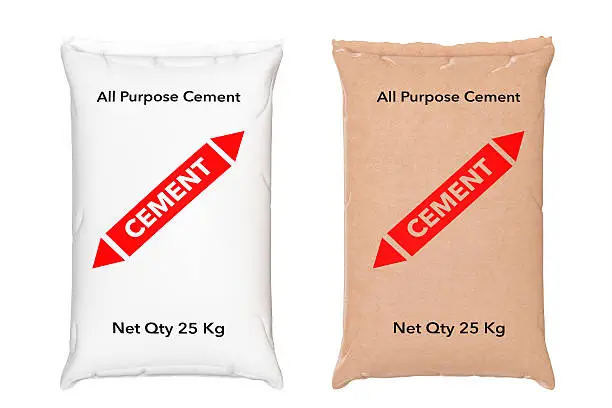 All Purpose Cement
CEMENT
Net Qty 25 Kg
All Purpose Cement
CEMENT
Net Qty 25 Kg